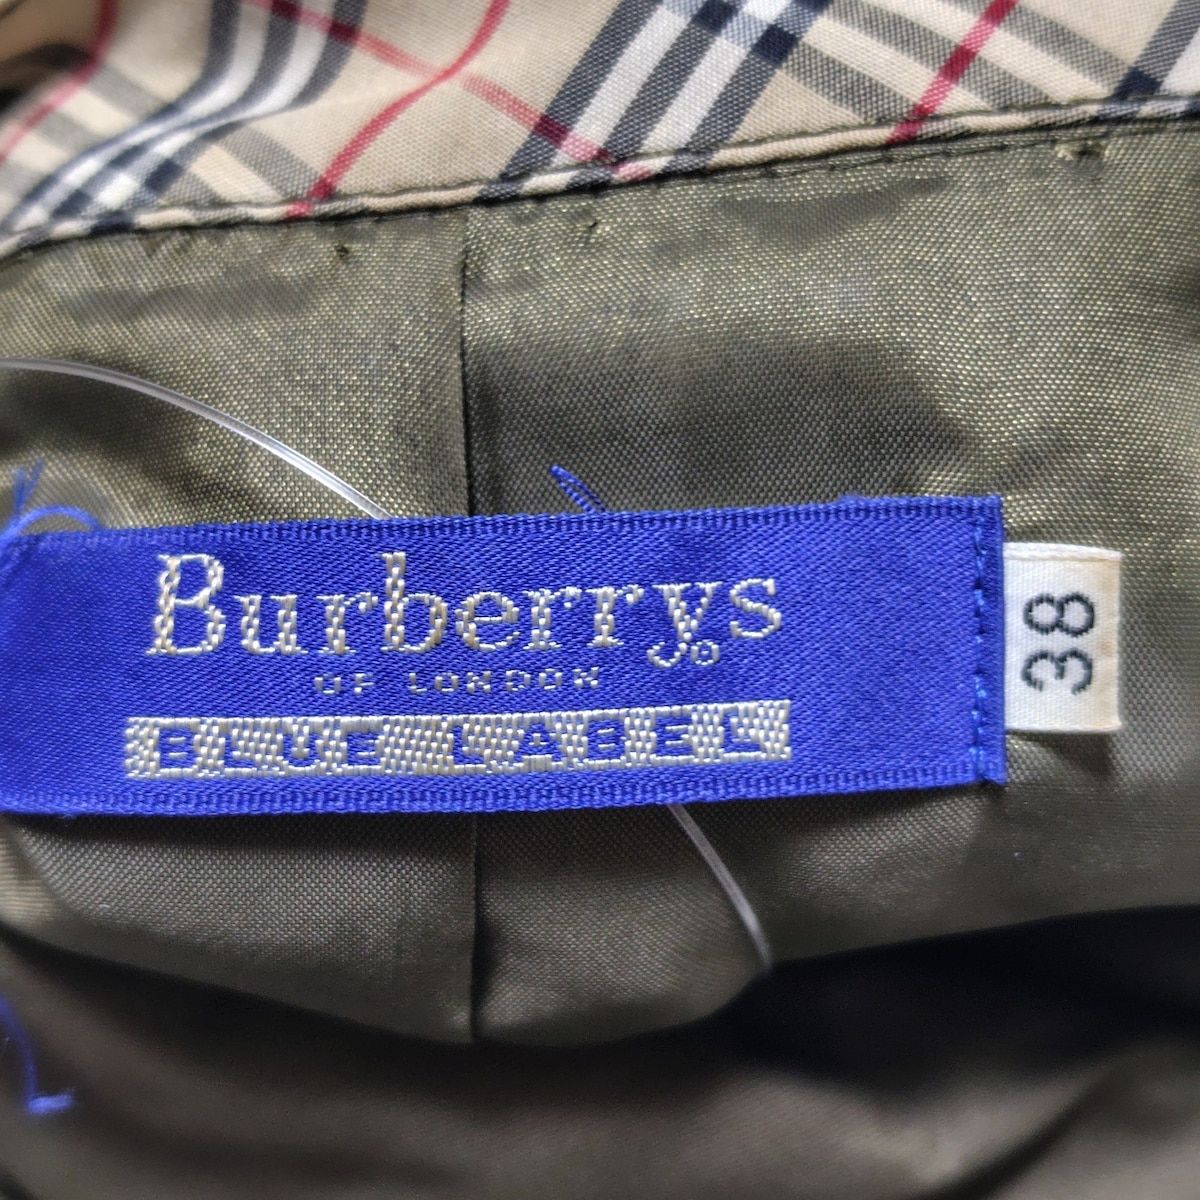 Burberrys®
OF LONDON
BLUE LABEL
38